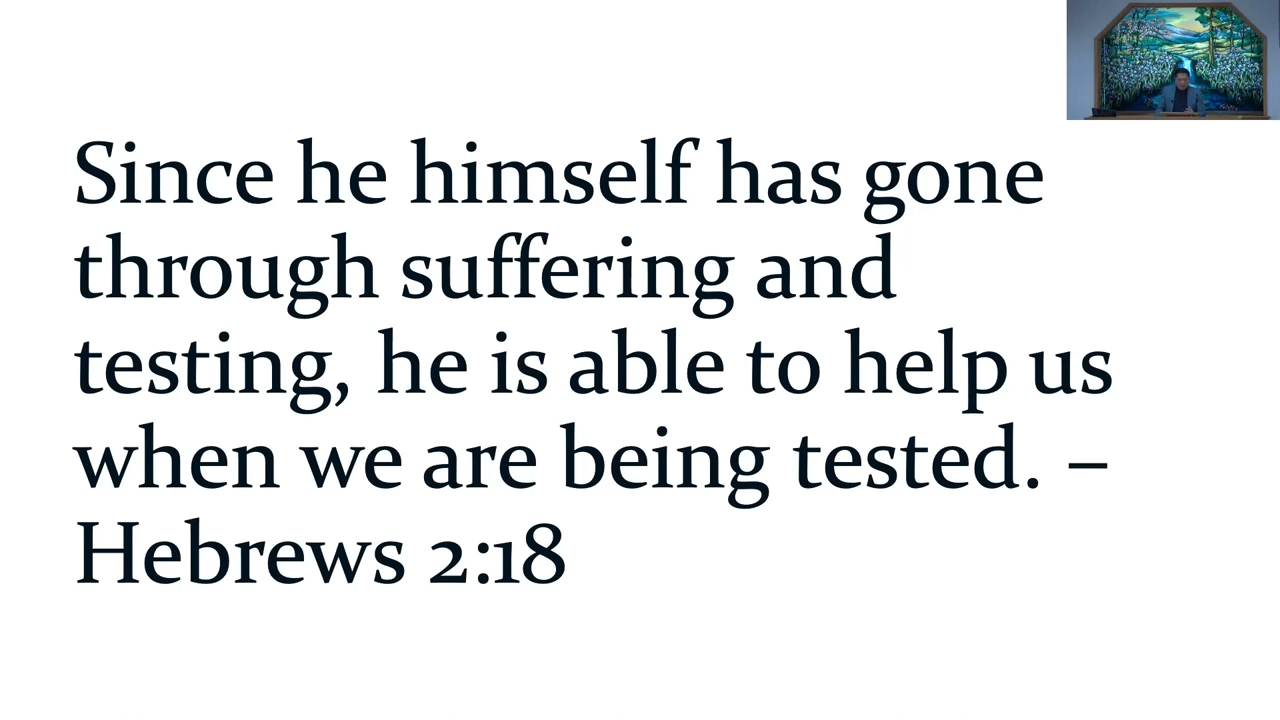 Since he himself has gone
through suffering and
testing, he is able to help us
when we are being tested. –
Hebrews 2:18